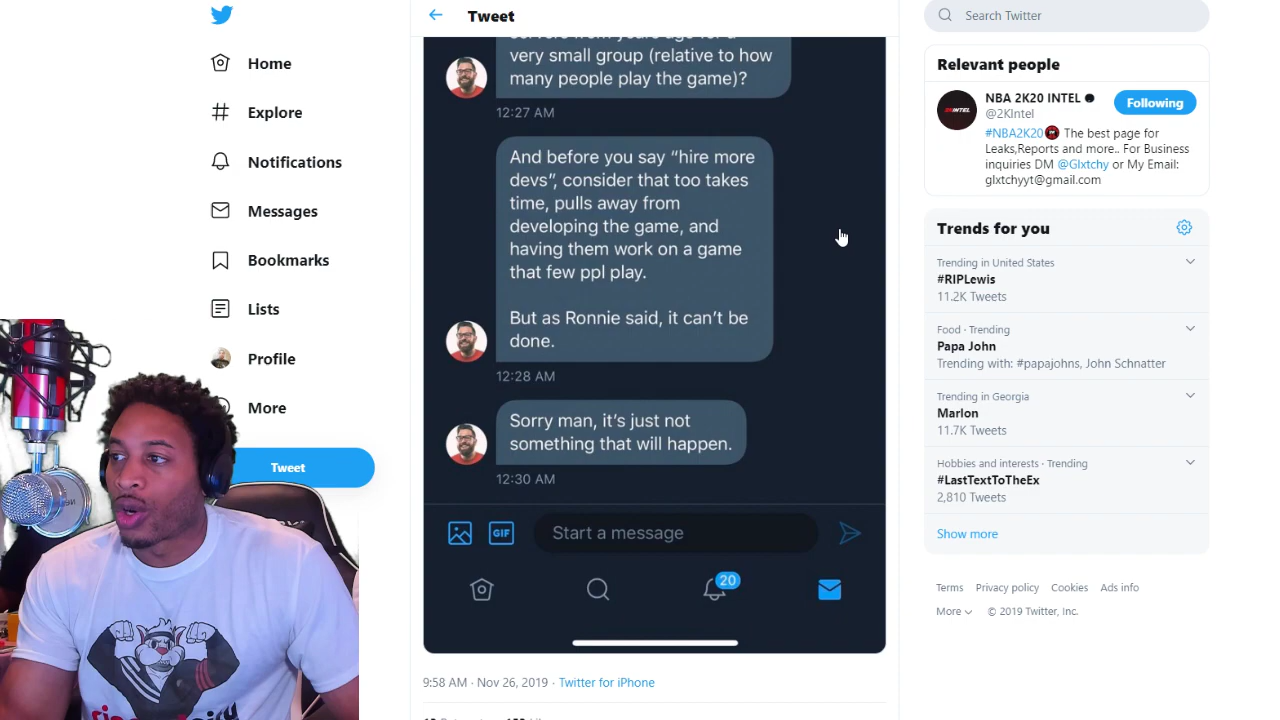 Home
Explore
Notifications
Messages
Bookmarks
Lists
Profile
More
Tweet
Tweet
very small group (relative to how
many people play the game)?
12:27 AM
And before you say “hire more
devs”, consider that too takes
time, pulls away from
developing the game, and
having them work on a game
that few ppl play.
But as Ronnie said, it can’t be
done.
12:28 AM
Sorry man, it’s just not
something that will happen.
12:30 AM
GIF
Start a message
20
9:58 AM · Nov 26, 2019 · Twitter for iPhone
Search Twitter
Relevant people
NBA 2K20 INTEL
@2KIntel
Following
#NBA2K20 The best page for
Leaks,Reports and more.. For Business
inquiries DM @Glxtchy or My Email:
glxtchyyt@gmail.com
Trends for you
Trending in United States
#RIPLewis
11.2K Tweets
Food · Trending
Papa John
Trending with: #papajohns, John Schnatter
Trending in Georgia
Marlon
11.7K Tweets
Hobbies and interests · Trending
#LastTextToTheEx
2,810 Tweets
Show more
Terms Privacy policy Cookies Ads info
More © 2019 Twitter, Inc.